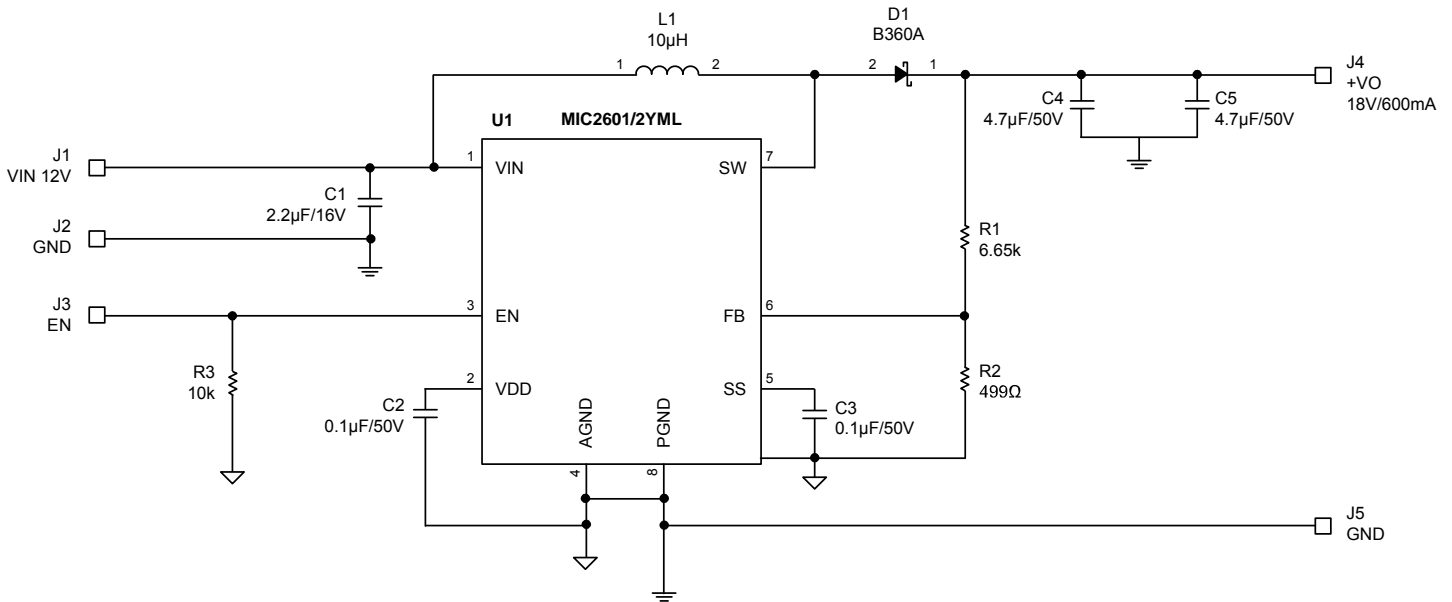 L1
10µH
1
2
D1
B360A
2
1
J4
+VO
18V/600mA
C4
4.7µF/50V
C5
4.7µF/50V
U1
MIC2601/2YML
J1
VIN 12V
1
VIN
SW
7
C1
2.2µF/16V
J2
GND
R1
6.65k
J3
EN
3
EN
FB
6
R3
10k
2
VDD
SS
5
R2
499Ω
C2
0.1µF/50V
AGND
PGND
C3
0.1µF/50V
4
8
J5
GND